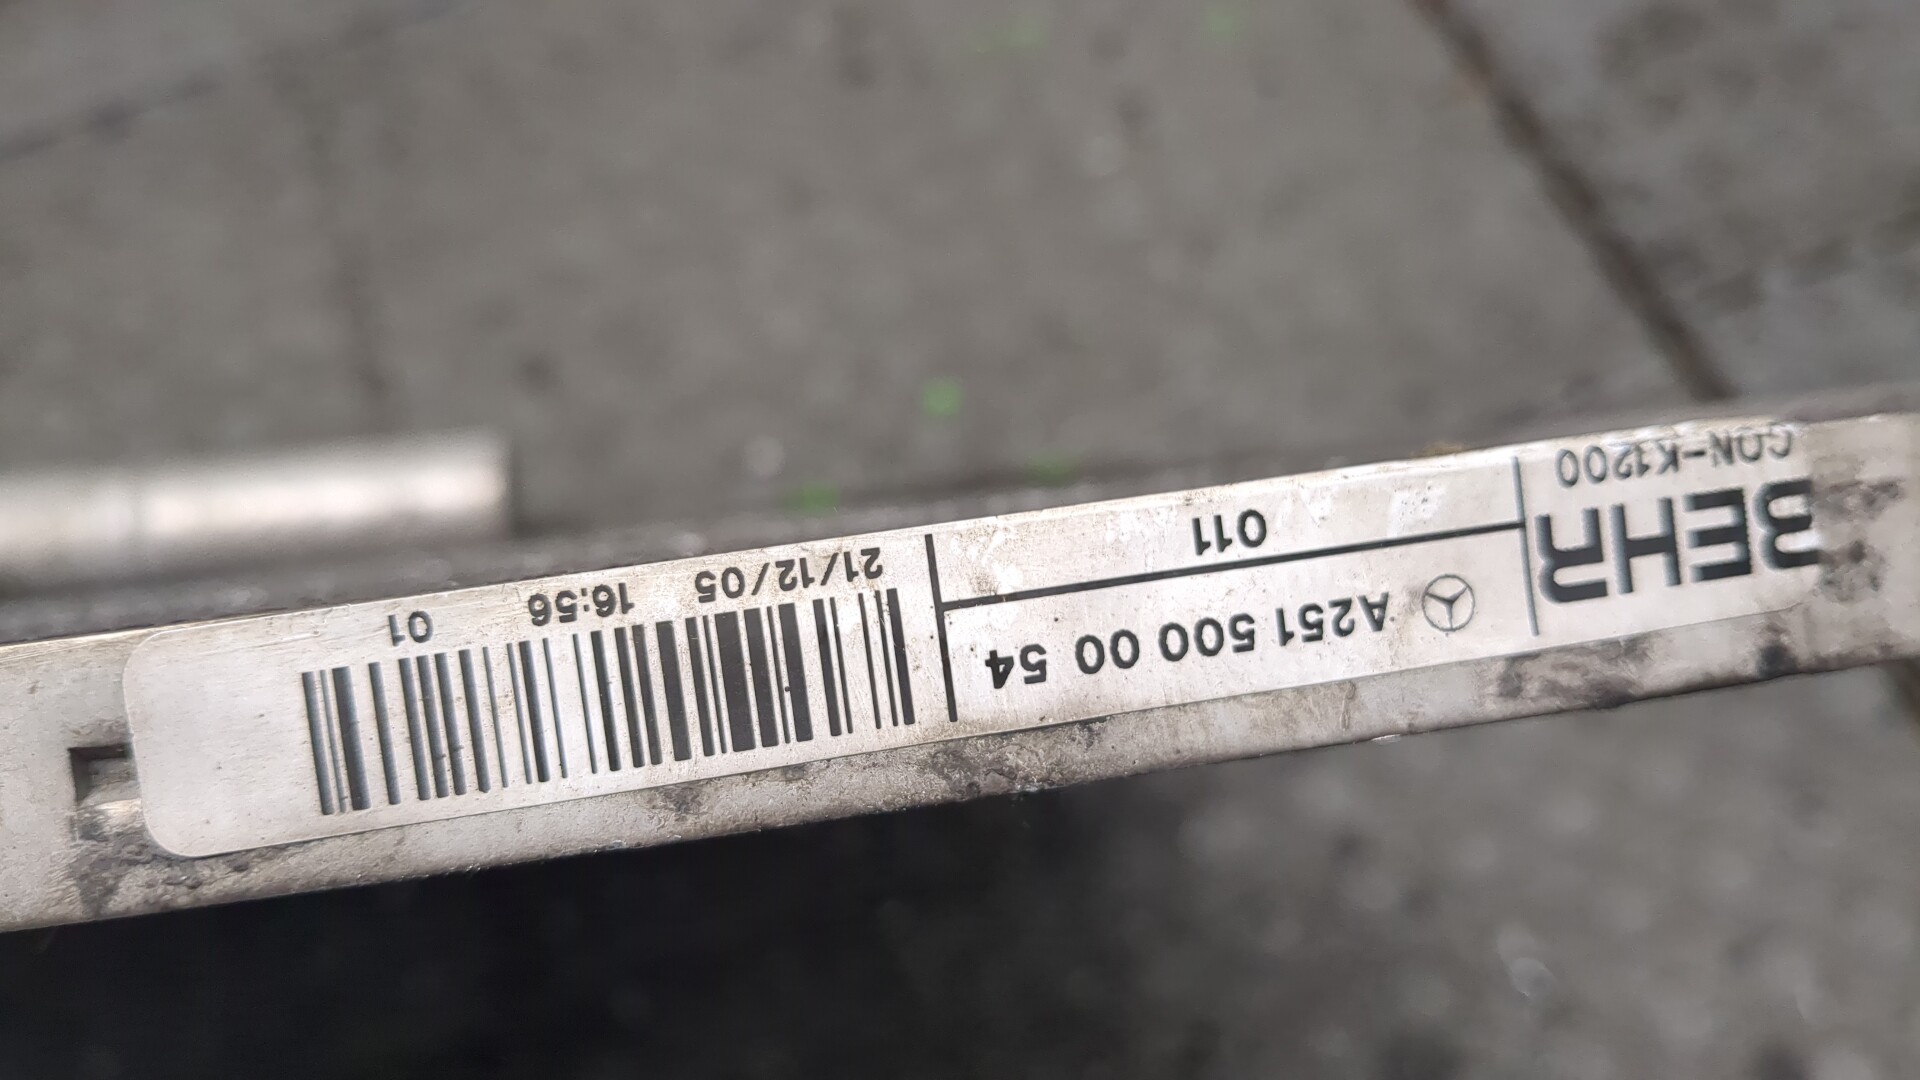 BEHR
CON-K1200
A251 500 00 54
011
21/12/05 16:56 01